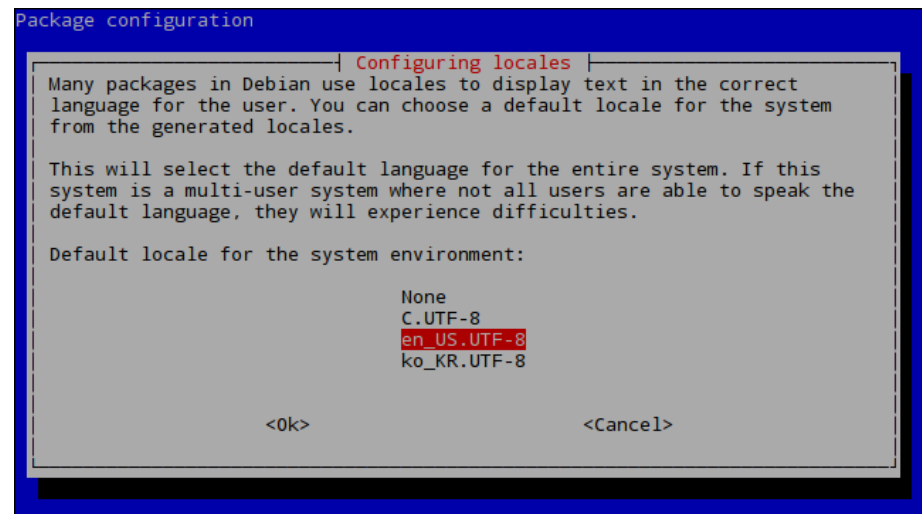 Package configuration
Configuring locales
Many packages in Debian use locales to display text in the correct
language for the user. You can choose a default locale for the system
from the generated locales.
This will select the default language for the entire system. If this
system is a multi-user system where not all users are able to speak the
default language, they will experience difficulties.
Default locale for the system environment:
None
C.UTF-8
en_US.UTF-8
ko_KR.UTF-8
<Ok> <Cancel>